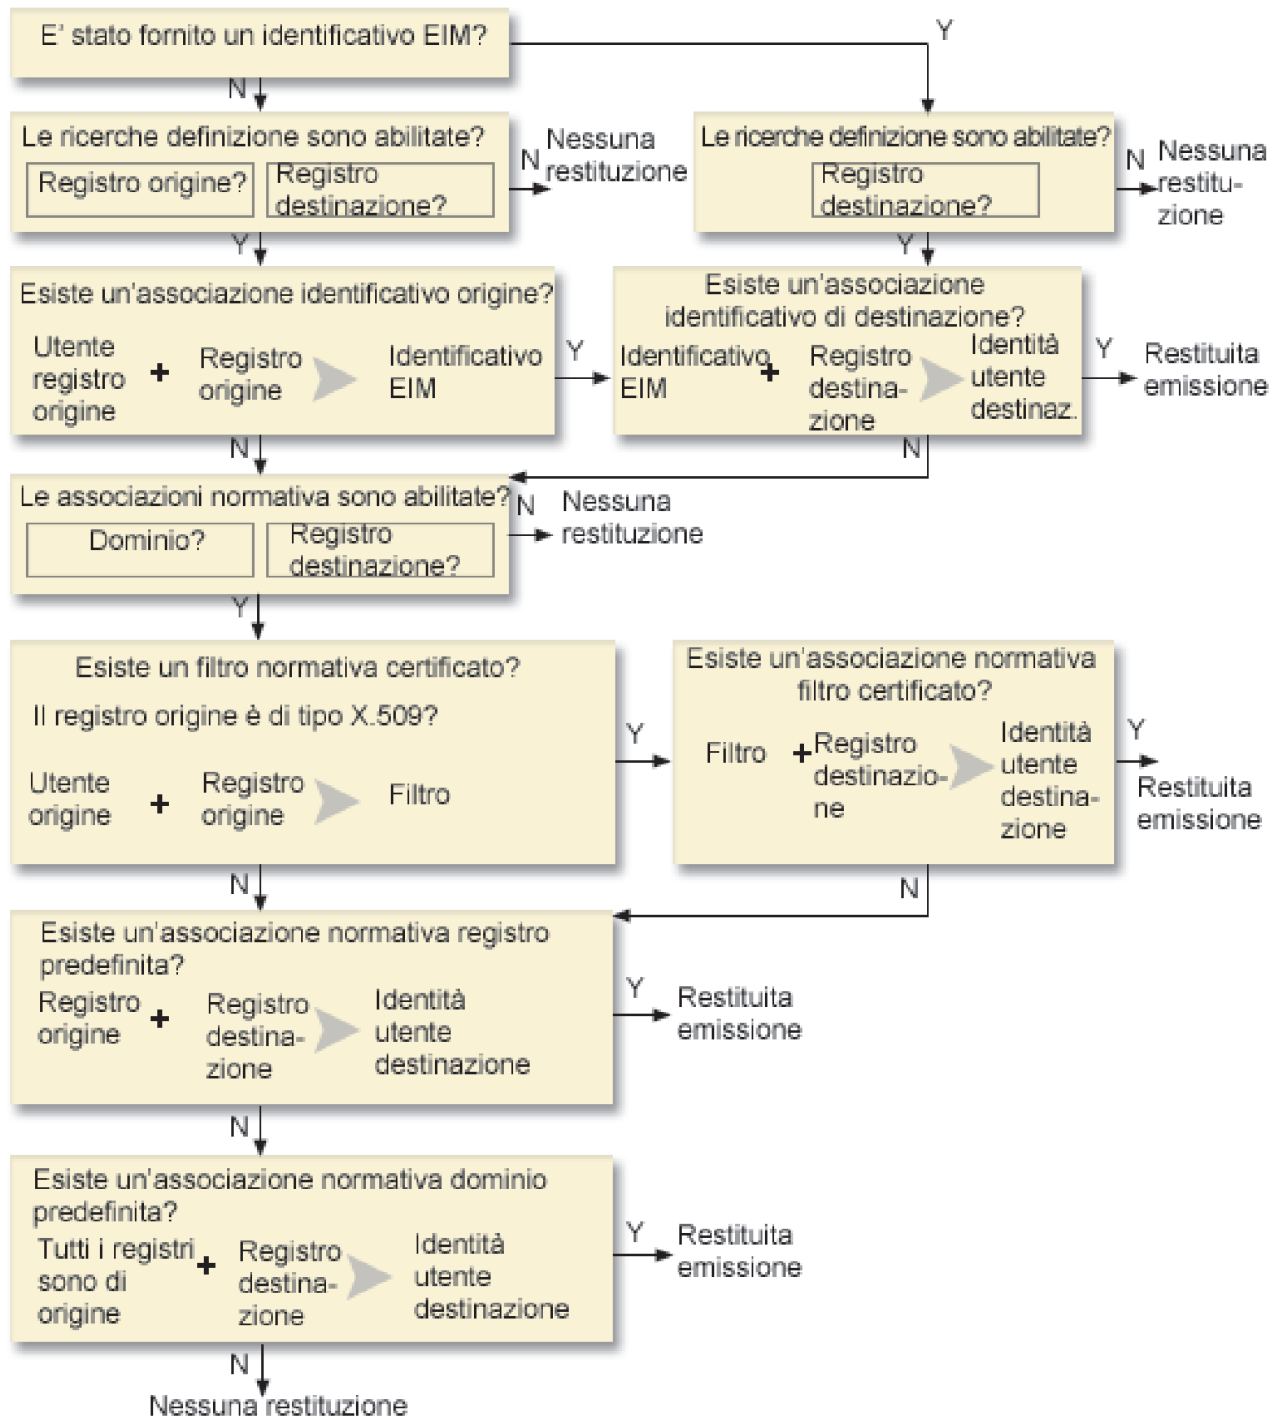 E' stato fornito un identificativo EIM?
Y
N
Le ricerche definizione sono abilitate?
Registro origine?
Registro
destinazione?
N
Nessuna
restituzione
Le ricerche definizione sono abilitate?
Registro
destinazione?
N
Nessuna
restitu-
zione
Y
Y
Esiste un'associazione identificativo origine?
Utente
registro
origine
+
Registro
origine
Identificativo
EIM
Y
Esiste un'associazione
identificativo di destinazione?
Identificativo
EIM
+
Registro
destina-
zione
Identità
utente
destinaz.
Y
Restituita
emissione
N
N
Le associazioni normativa sono abilitate?
Dominio?
Registro
destinazione?
N
Nessuna
restituzione
Y
Esiste un filtro normativa certificato?
Il registro origine è di tipo X.509?
Utente
origine
+
Registro
origine
Filtro
Y
Esiste un'associazione normativa
filtro certificato?
Filtro
+
Registro
destinazio-
ne
Identità
utente
destina-
zione
Y
Restituita
emissione
N
N
Esiste un'associazione normativa registro
predefinita?
Registro
origine
+
Registro
destina-
zione
Identità
utente
destinazione
Y
Restituita
emissione
N
Esiste un'associazione normativa dominio
predefinita?
Tutti i registri
sono di
origine
+
Registro
destina-
zione
Identità
utente
destinazione
Y
Restituita
emissione
N
Nessuna restituzione